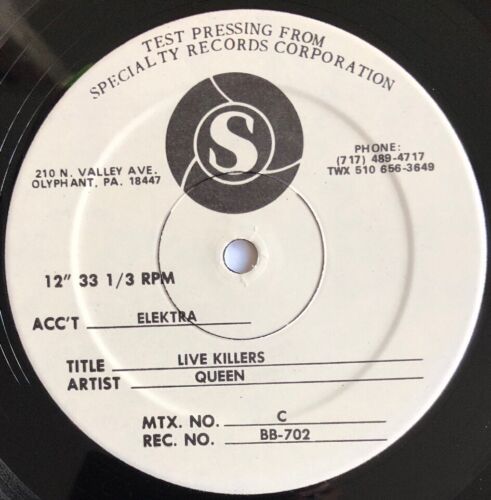 TEST PRESSING FROM
SPECIALTY RECORDS CORPORATION
S
210 N. VALLEY AVE.
OLYPHANT, PA. 18447
PHONE:
(717) 489-4717
TWX 510 656-3649
12" 33 1/3 RPM
ACC'T ELEKTRA
TITLE LIVE KILLERS
ARTIST QUEEN
MTX. NO. C
REC. NO. BB-702